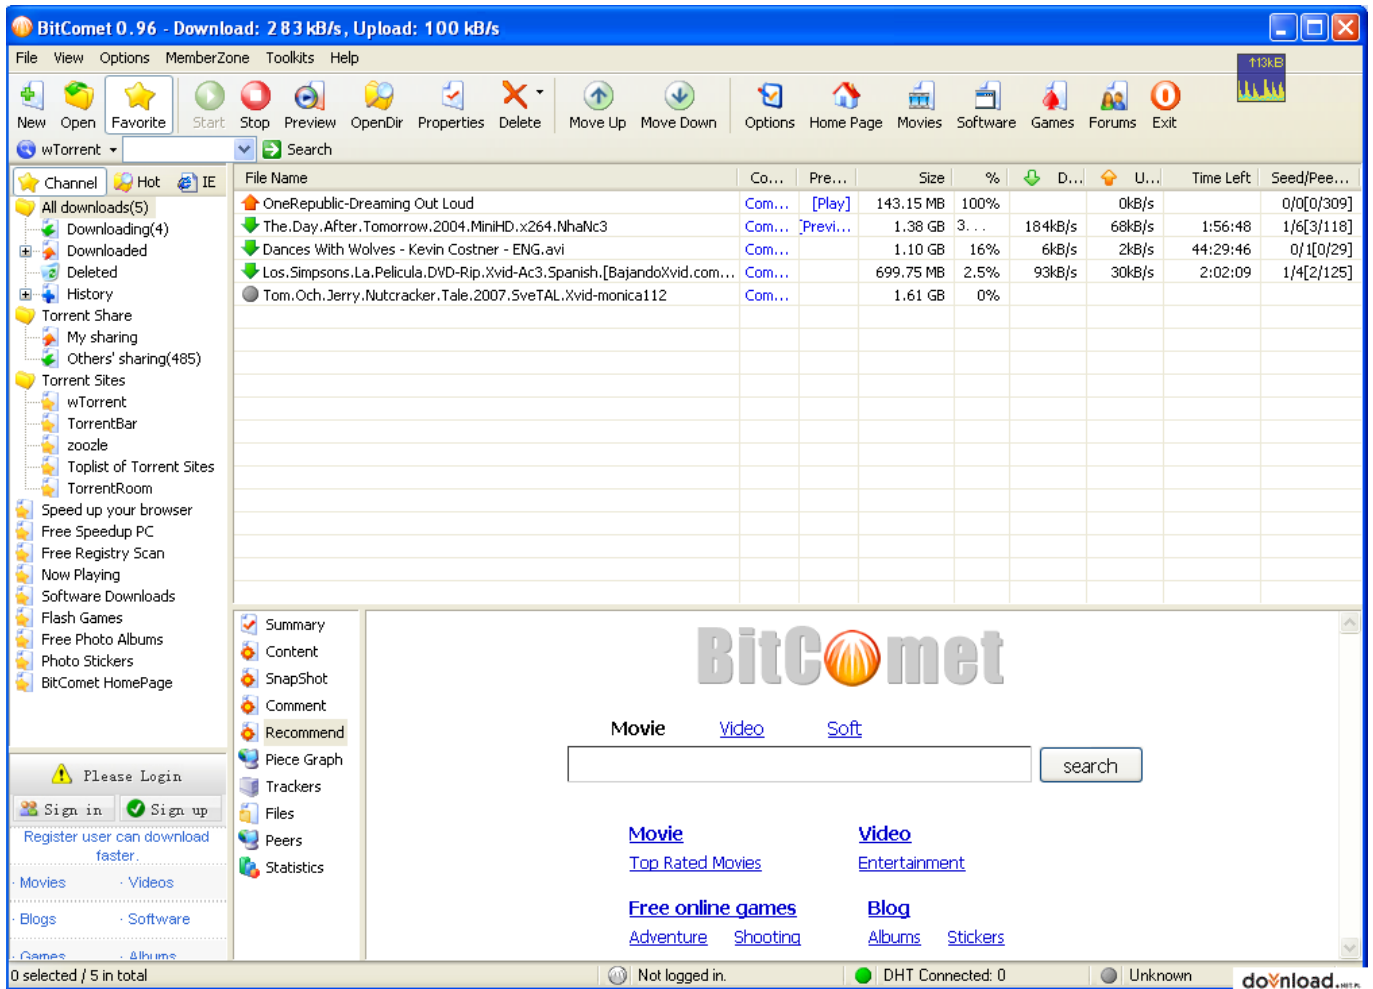 BitComet 0.96 - Download: 283 kB/s, Upload: 100 kB/s
File View Options MemberZone Toolkits Help
↑13kB
New Open Favorite Start Stop Preview OpenDir Properties Delete Move Up Move Down Options Home Page Movies Software Games Forums Exit
wTorrent Search
Channel Hot IE
All downloads(5)
Downloading(4)
Downloaded
Deleted
History
Torrent Share
My sharing
Others' sharing(485)
Torrent Sites
wTorrent
TorrentBar
zoozle
Toplist of Torrent Sites
TorrentRoom
Speed up your browser
Free Speedup PC
Free Registry Scan
Now Playing
Software Downloads
Flash Games
Free Photo Albums
Photo Stickers
BitComet HomePage
Please Login
Sign in Sign up
Register user can download
faster.
· Movies · Videos
· Blogs · Software
· Games · Albums
File Name Co... Pre... Size % D... U... Time Left Seed/Pee...
OneRepublic-Dreaming Out Loud Com... [Play] 143.15 MB 100% 0kB/s 0/0[0/309]
The.Day.After.Tomorrow.2004.MiniHD.x264.NhaNc3 Com... [Previ... 1.38 GB 3... 184kB/s 68kB/s 1:56:48 1/6[3/118]
Dances With Wolves - Kevin Costner - ENG.avi Com... 1.10 GB 16% 6kB/s 2kB/s 44:29:46 0/1[0/29]
Los.Simpsons.La.Pelicula.DVD-Rip.Xvid-Ac3.Spanish.[BajandoXvid.com... Com... 699.75 MB 2.5% 93kB/s 30kB/s 2:02:09 1/4[2/125]
Tom.Och.Jerry.Nutcracker.Tale.2007.SveTAL.Xvid-monica112 Com... 1.61 GB 0%
Summary
Content
SnapShot
Comment
Recommend
Piece Graph
Trackers
Files
Peers
Statistics
BitComet
Movie Video Soft
search
Movie Video
Top Rated Movies Entertainment
Free online games Blog
Adventure Shooting Albums Stickers
0 selected / 5 in total Not logged in. DHT Connected: 0 Unknown
download.NET.PL